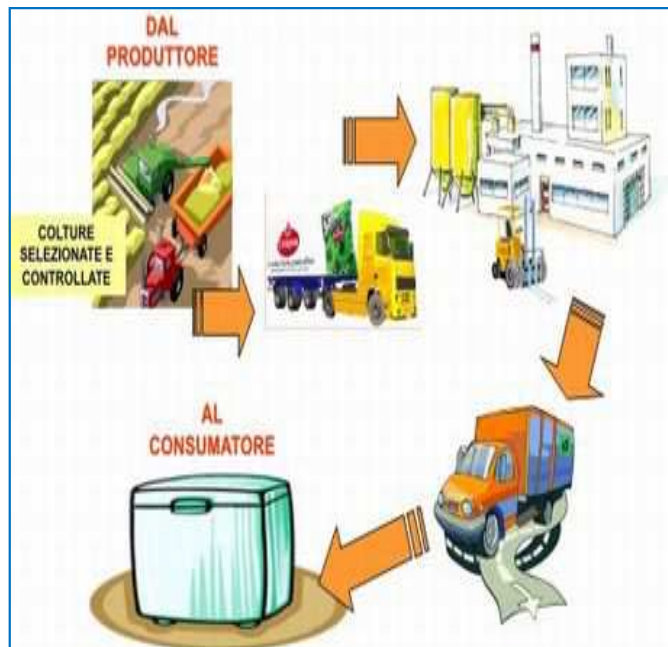 DAL
PRODUTTORE
COLTURE
SELEZIONATE E
CONTROLLATE
AL
CONSUMATORE